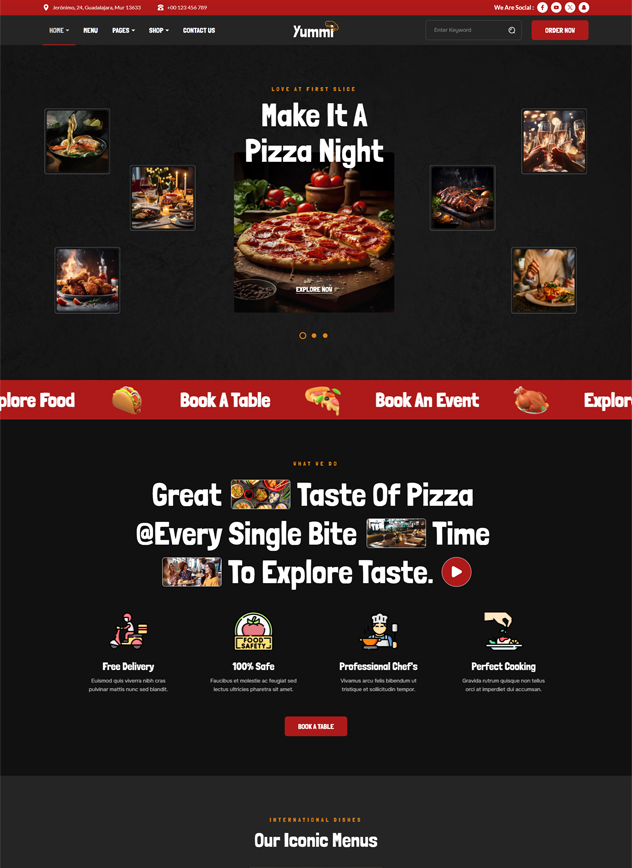 Jerónimo, 24, Guadalajara, Mur 13633
+00 123 456 789
We Are Social :
HOME
MENU
PAGES
SHOP
CONTACT US
Yummi
Enter Keyword
ORDER NOW
LOVE AT FIRST SLICE
Make It A
Pizza Night
EXPLORE NOW
plore Food
Book A Table
Book An Event
Explor
WHAT WE DO
Great Taste Of Pizza
@Every Single Bite Time
To Explore Taste.
FOOD
SAFETY
Free Delivery
Euismod quis viverra nibh cras
pulvinar mattis nunc sed blandit.
100% Safe
Faucibus et molestie ac feugiat sed
lectus ultricies pharetra sit amet.
Professional Chef's
Vivamus arcu felis bibendum ut
tristique et sollicitudin tempor.
Perfect Cooking
Gravida rutrum quisque non tellus
orci at imperdiet dui accumsan.
BOOK A TABLE
INTERNATIONAL DISHES
Our Iconic Menus